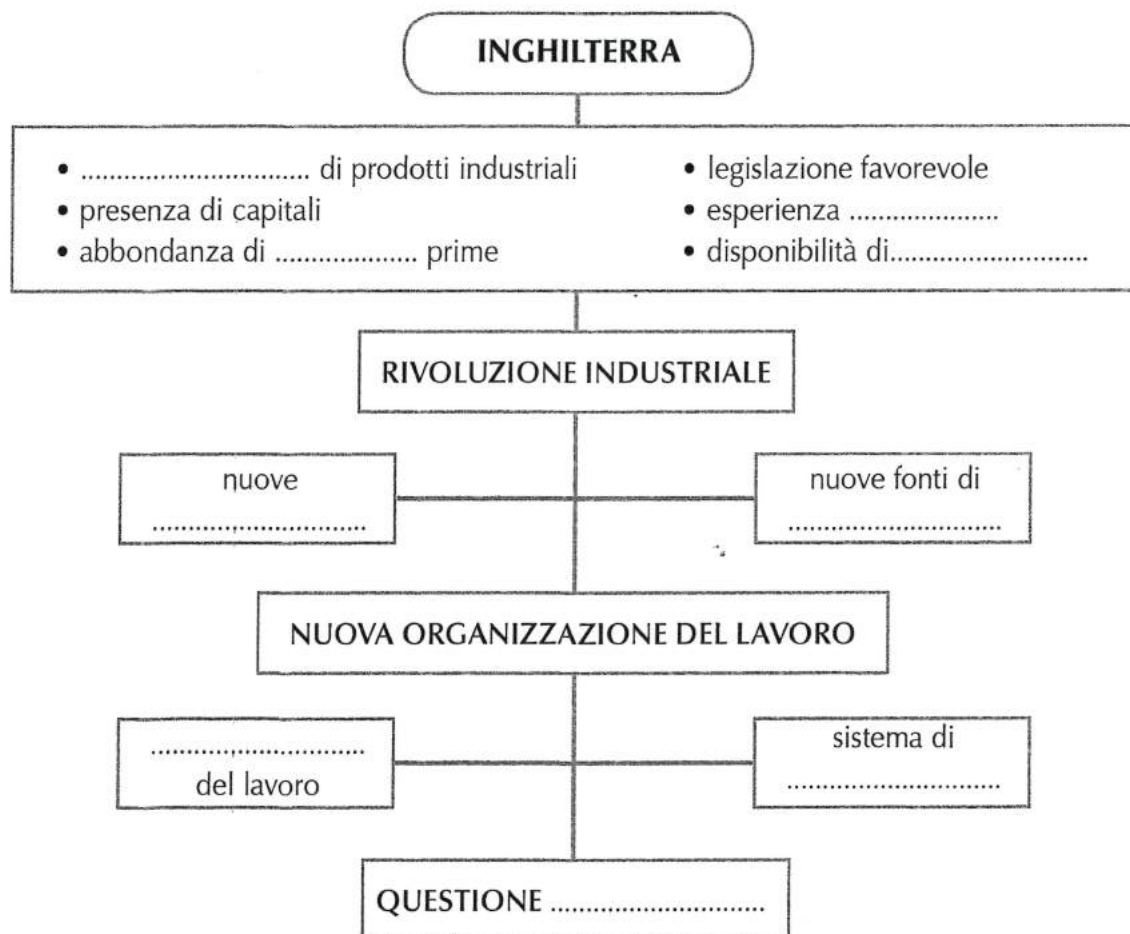 INGHILTERRA
• ................................ di prodotti industriali
• presenza di capitali
• abbondanza di .................... prime
• legislazione favorevole
• esperienza .....................
• disponibilità di............................
RIVOLUZIONE INDUSTRIALE
nuove
..............................
nuove fonti di
..............................
NUOVA ORGANIZZAZIONE DEL LAVORO
..............................
del lavoro
sistema di
..............................
QUESTIONE ..............................